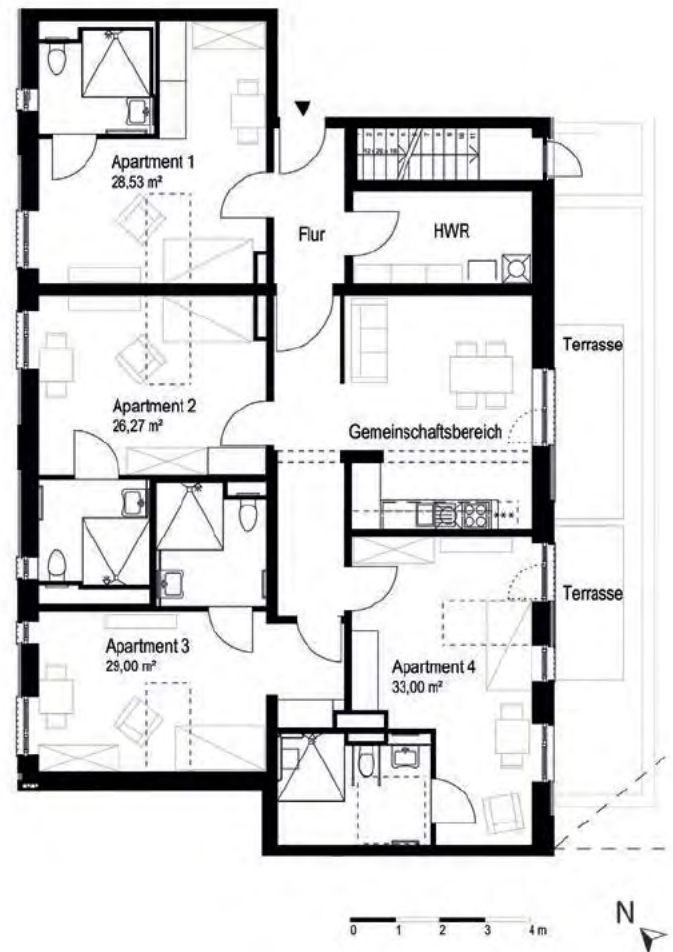 Apartment 1
28,53 m²
Flur
HWR
Terrasse
Apartment 2
26,27 m²
Gemeinschaftsbereich
Terrasse
Apartment 3
29,00 m²
Apartment 4
33,00 m²
N
0 1 2 3 4 m